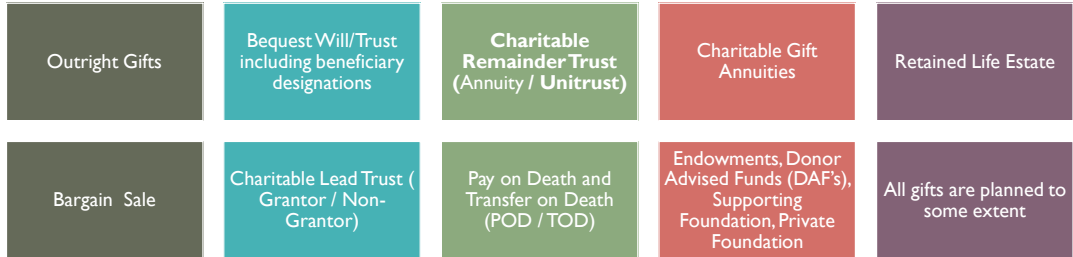 Outright Gifts
Bequest Will/Trust
including beneficiary
designations
Charitable
Remainder Trust
(Annuity / Unitrust)
Charitable Gift
Annuities
Retained Life Estate
Bargain Sale
Charitable Lead Trust (
Grantor / Non-
Grantor)
Pay on Death and
Transfer on Death
(POD / TOD)
Endowments, Donor
Advised Funds (DAF's),
Supporting
Foundation, Private
Foundation
All gifts are planned to
some extent